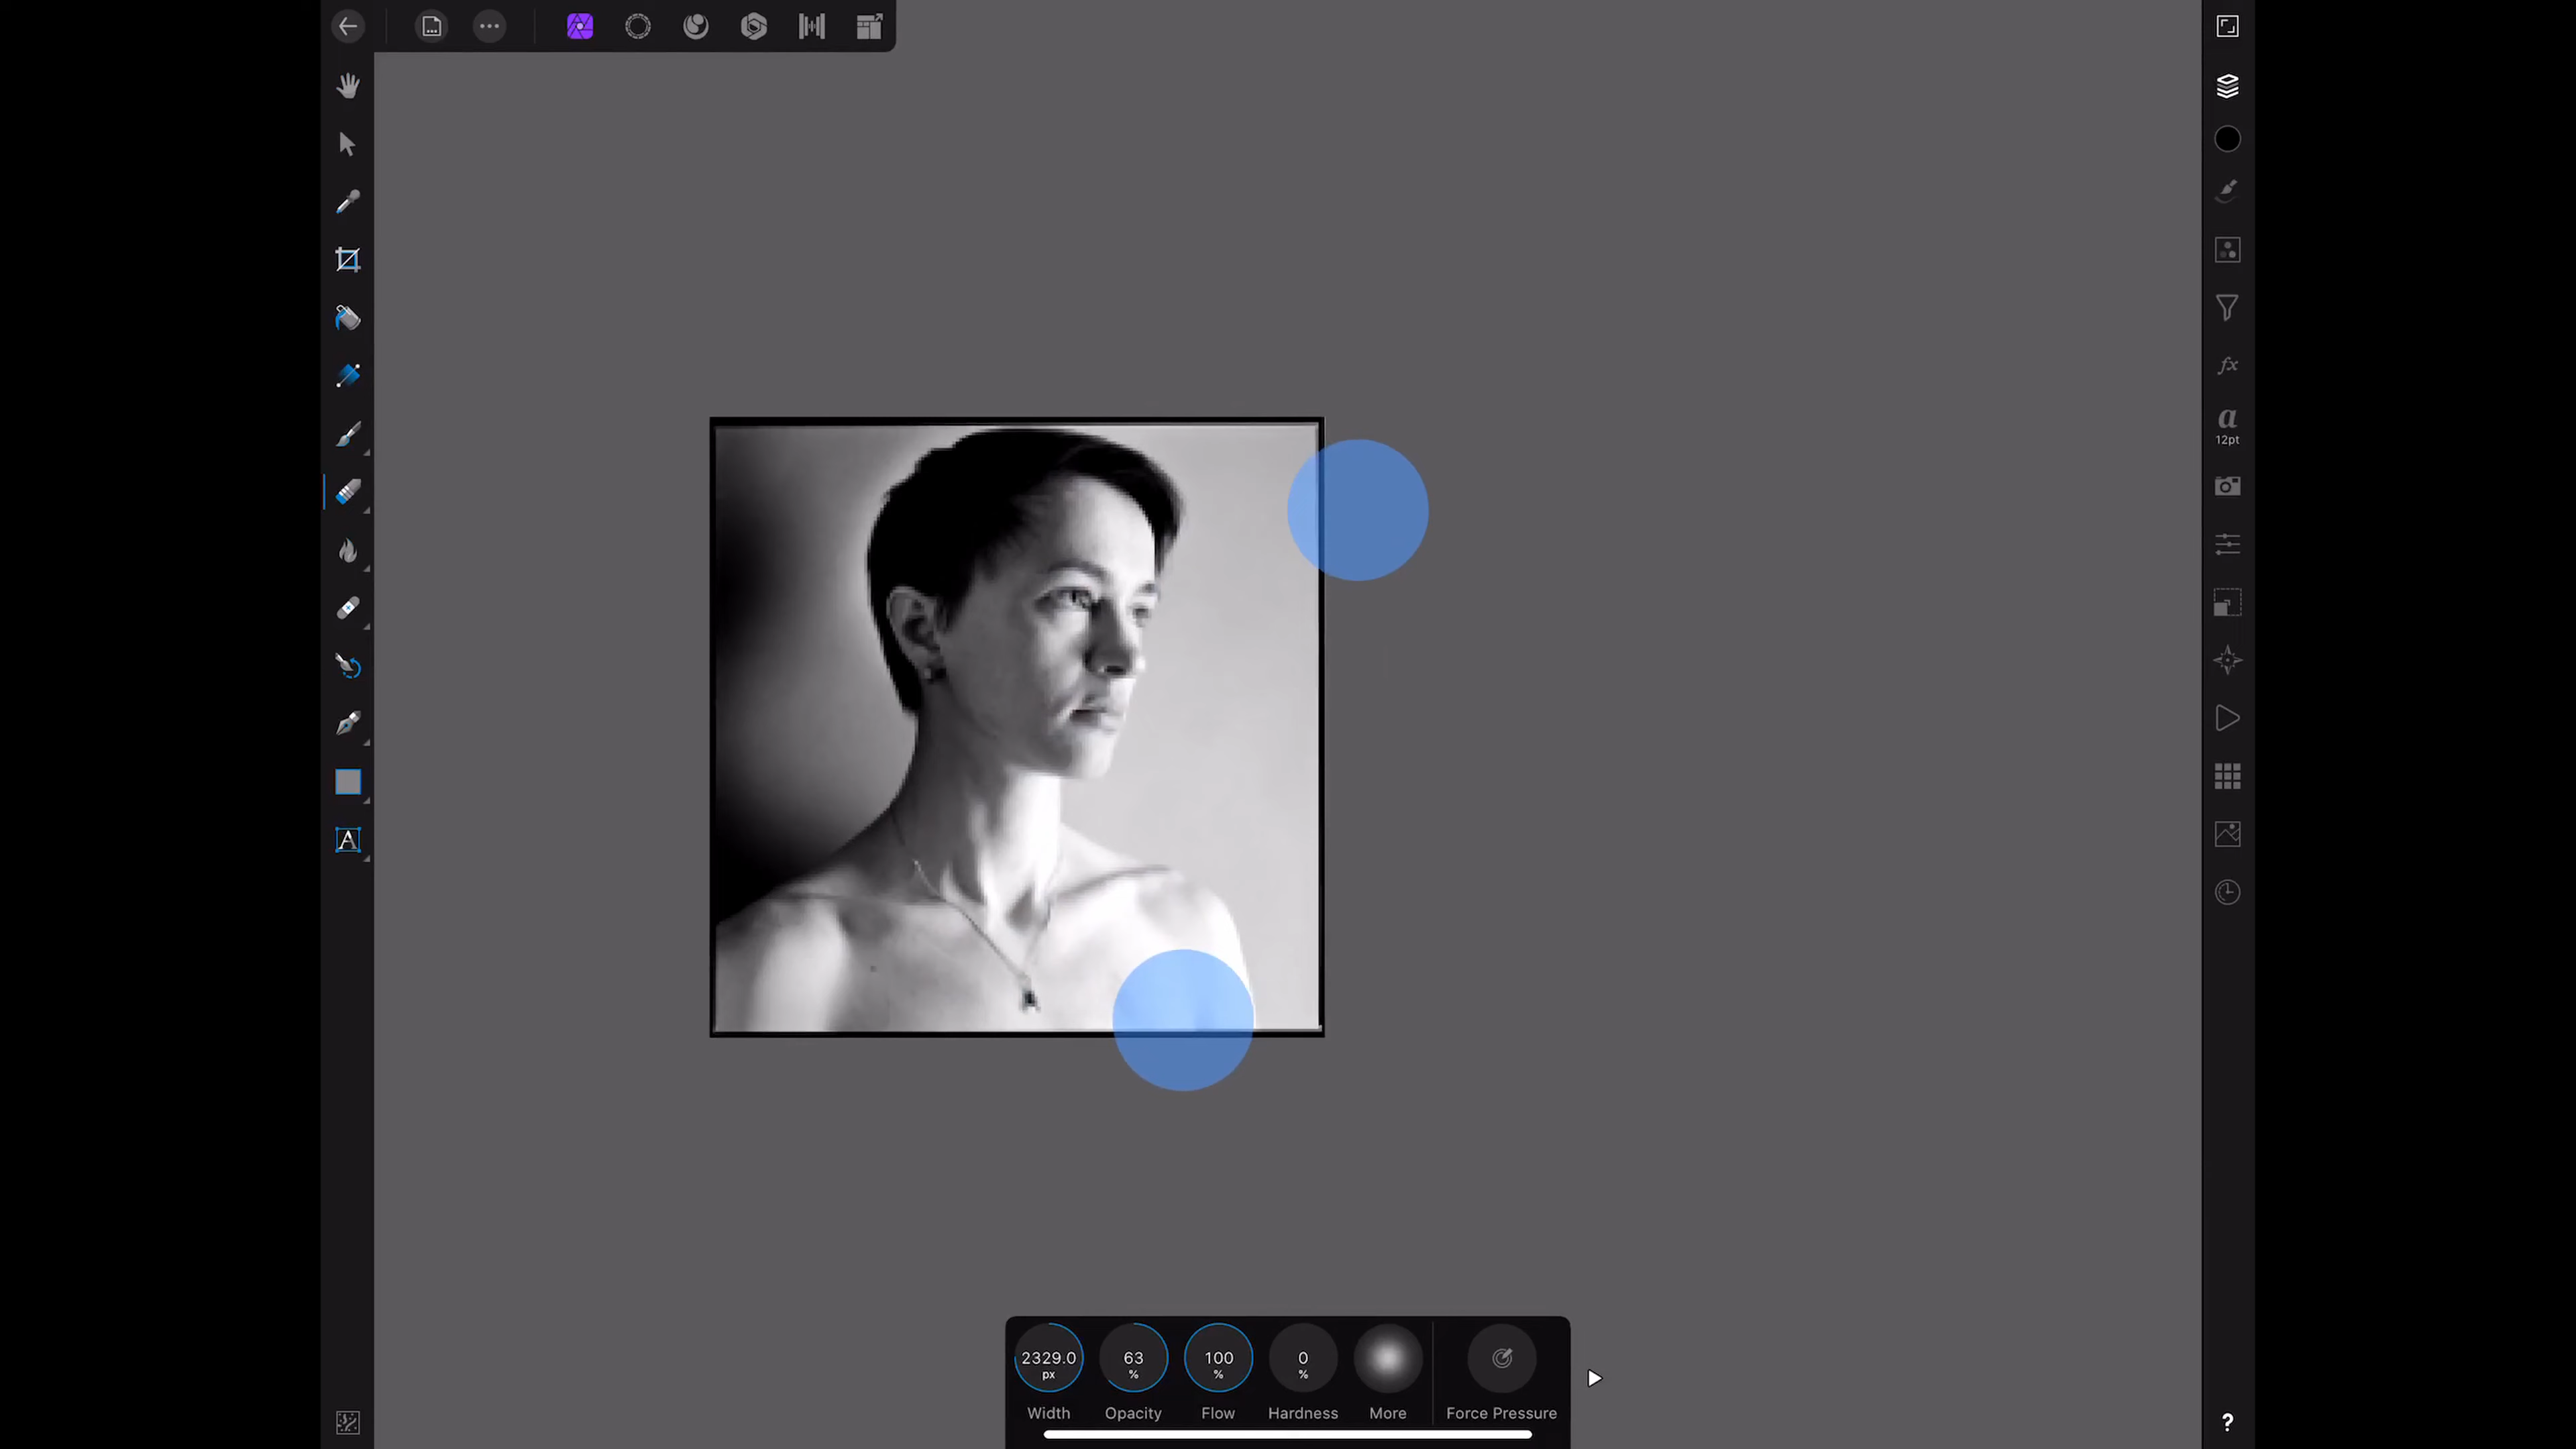 a
12pt
A
2329.0
px
63
%
100
%
0
%
Width
Opacity
Flow
Hardness
More
Force Pressure
?